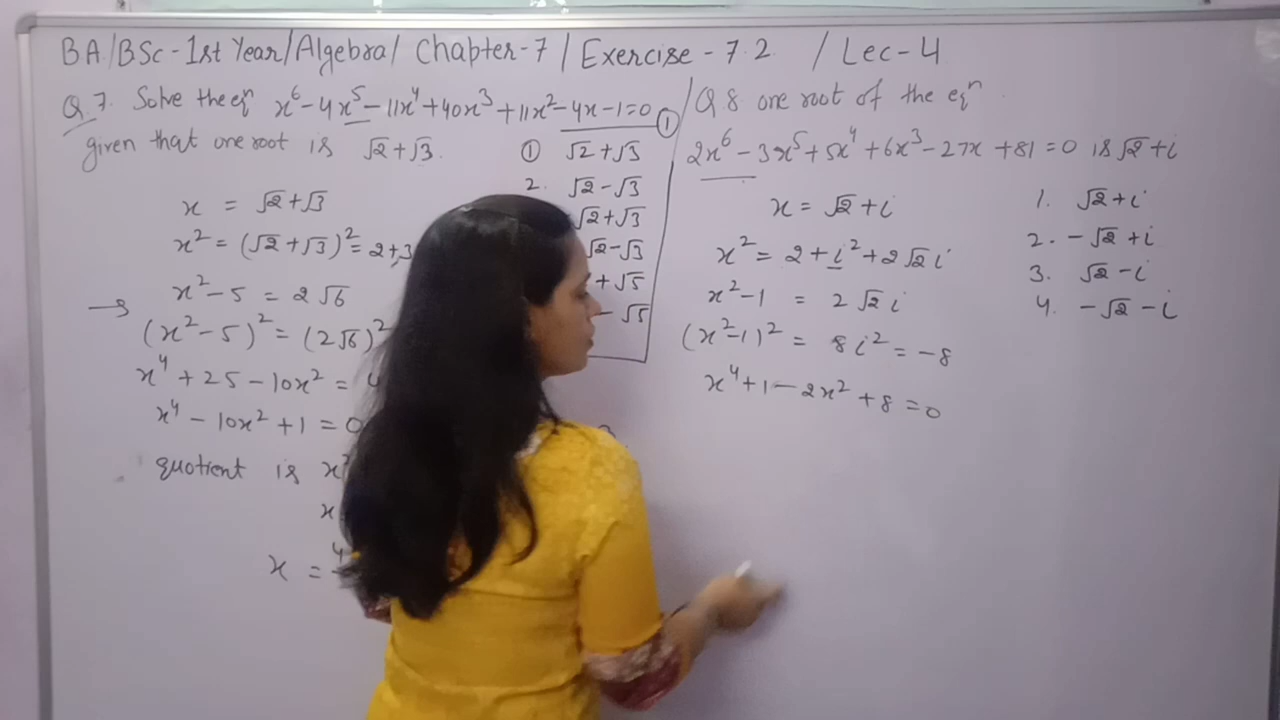 BA/BSc-1st Year/Algebra/ Chapter-7/Exercise-7.2 / Lec-4
Q.7. Solve the eqⁿ x⁶-4x⁵-11x⁴+40x³+11x²-4x-1=0 ①
given that one root is √2+√3.
x = √2+√3
x² = (√2+√3)²=2+3
x²-5 = 2√6
(x²-5)² = (2√6)²
x⁴+25-10x² =
x⁴-10x²+1=0
quotient is x²
x
x =
① √2+√3
2. √2-√3
√2+√3
√2-√3
+√5
-√5
Q 8 one root of the eqⁿ
2x⁶-3x⁵+5x⁴+6x³-27x+81=0 is √2+i
x = √2+i
x² = 2+i²+2√2i
x²-1 = 2√2i
(x²-1)² = 8i²=-8
x⁴+1-2x²+8=0
1. √2+i
2. -√2+i
3. √2-i
4. -√2-i